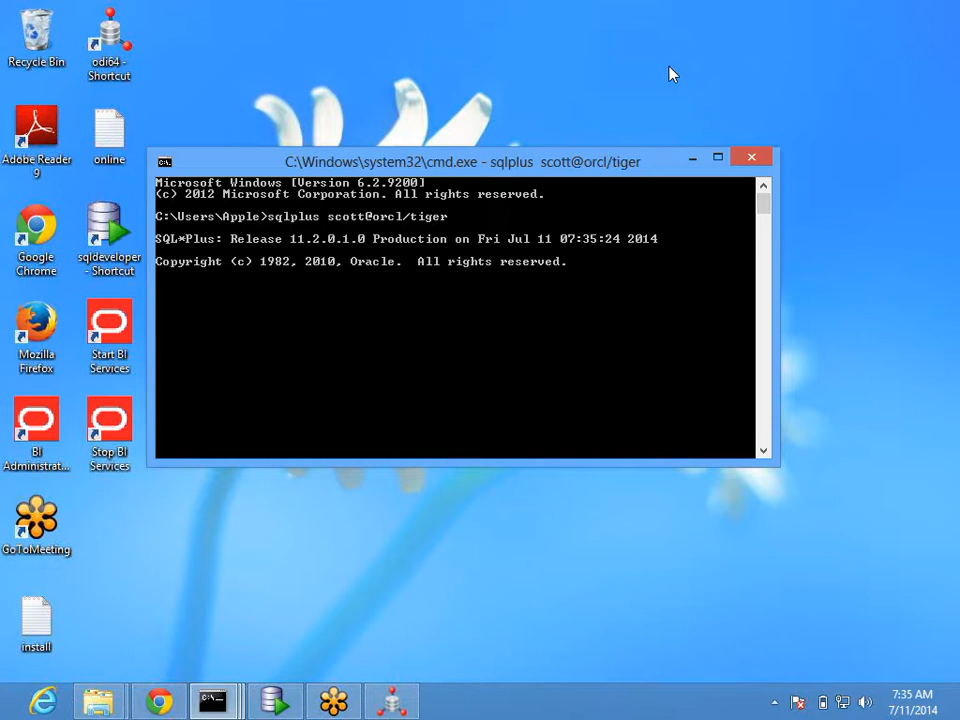 Recycle Bin
odi64 -
Shortcut
Adobe Reader
9
online
Google
Chrome
sqldeveloper
- Shortcut
Mozilla
Firefox
Start BI
Services
BI
Administrat...
Stop BI
Services
GoToMeeting
install
C:\Windows\system32\cmd.exe - sqlplus scott@orcl/tiger
Microsoft Windows [Version 6.2.9200]
(c) 2012 Microsoft Corporation. All rights reserved.
C:\Users\Apple>sqlplus scott@orcl/tiger
SQL*Plus: Release 11.2.0.1.0 Production on Fri Jul 11 07:35:24 2014
Copyright (c) 1982, 2010, Oracle. All rights reserved.
7:35 AM
7/11/2014